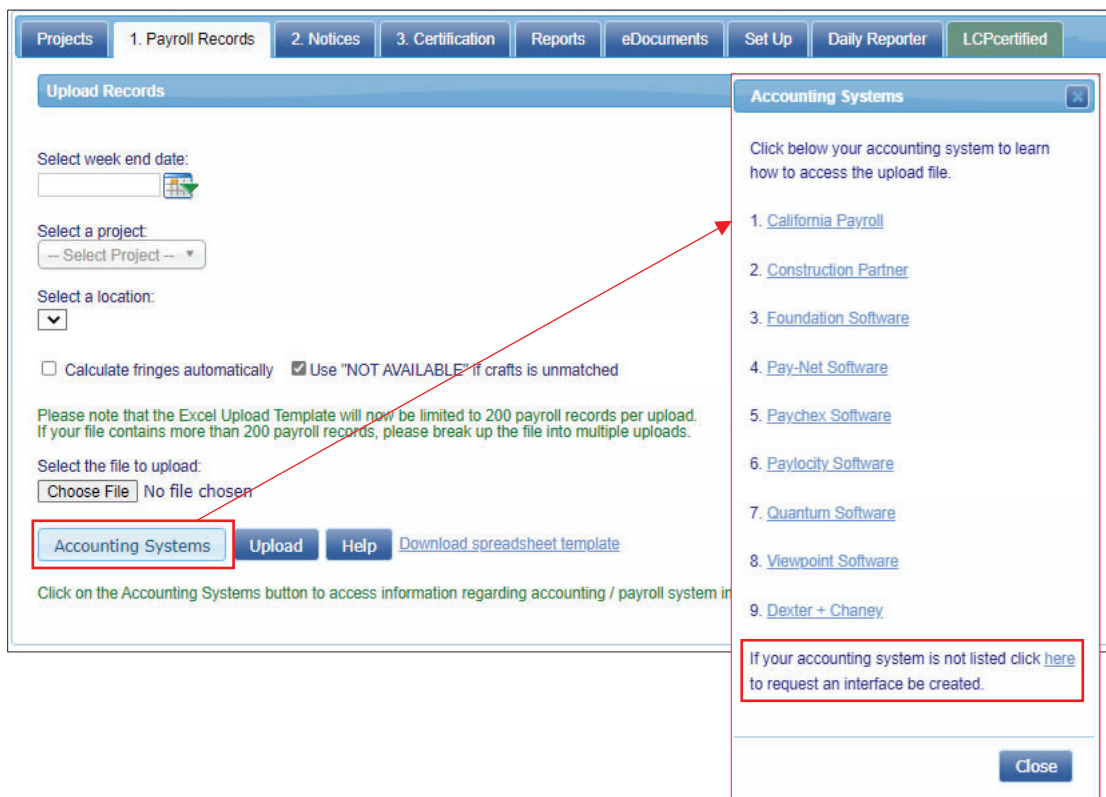 Projects
1. Payroll Records
2. Notices
3. Certification
Reports
eDocuments
Set Up
Daily Reporter
LCPcertified
Upload Records
Select week end date:
Select a project:
-- Select Project --
Select a location:
Calculate fringes automatically
Use "NOT AVAILABLE" if crafts is unmatched
Please note that the Excel Upload Template will now be limited to 200 payroll records per upload.
If your file contains more than 200 payroll records, please break up the file into multiple uploads.
Select the file to upload:
Choose File No file chosen
Accounting Systems
Upload
Help
Download spreadsheet template
Click on the Accounting Systems button to access information regarding accounting / payroll system in
Accounting Systems
Click below your accounting system to learn
how to access the upload file.
1. California Payroll
2. Construction Partner
3. Foundation Software
4. Pay-Net Software
5. Paychex Software
6. Paylocity Software
7. Quantum Software
8. Viewpoint Software
9. Dexter + Chaney
If your accounting system is not listed click here
to request an interface be created.
Close